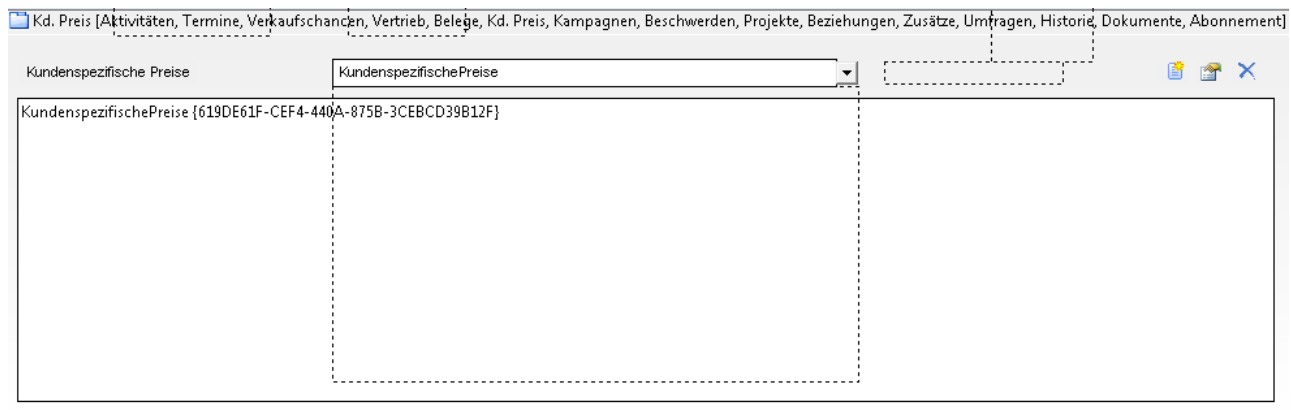 Kd. Preis [Aktivitäten, Termine, Verkaufschancen, Vertrieb, Belege, Kd. Preis, Kampagnen, Beschwerden, Projekte, Beziehungen, Zusätze, Umfragen, Historie, Dokumente, Abonnement]
Kundenspezifische Preise KundenspezifischePreise
KundenspezifischePreise {619DE61F-CEF4-440A-875B-3CEBCD39B12F}